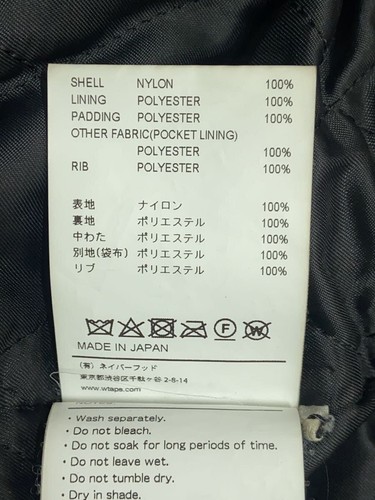 SHELL NYLON 100%
LINING POLYESTER 100%
PADDING POLYESTER 100%
OTHER FABRIC(POCKET LINING)
POLYESTER 100%
RIB POLYESTER 100%
表地 ナイロン 100%
裏地 ポリエステル 100%
中わた ポリエステル 100%
別地(袋布) ポリエステル 100%
リブ ポリエステル 100%
F W
MADE IN JAPAN
(有) ネイバーフッド
東京都渋谷区千駄ヶ谷 2-8-14
www.wtaps.com
・Wash separately.
・Do not bleach.
・Do not soak for long periods of time.
・Do not leave wet.
・Do not tumble dry.
・Dry in shade.